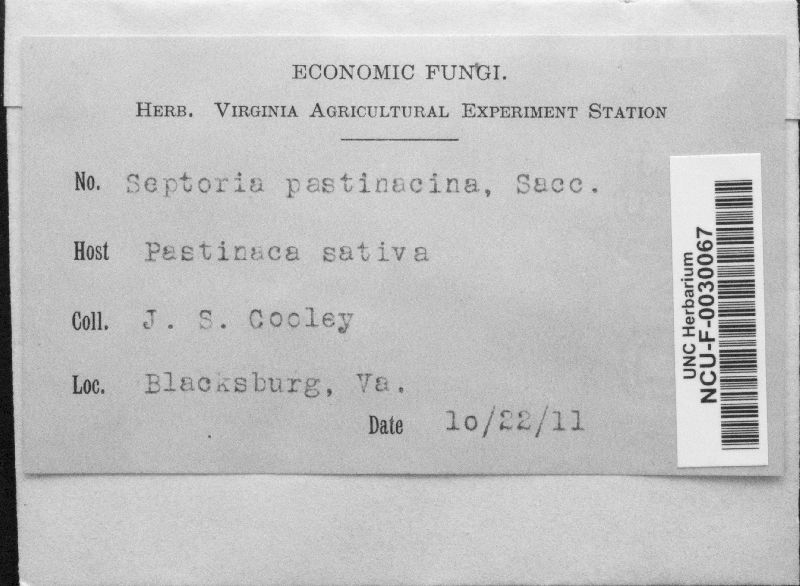 ECONOMIC FUNGI.
HERB. VIRGINIA AGRICULTURAL EXPERIMENT STATION
No. Septoria pastinacina, Sacc.
Host Pastinaca sativa
Coll. J. S. Cooley
Loc. Blacksburg, Va.
Date 10/22/11
UNC Herbarium
NCU-F-0030067